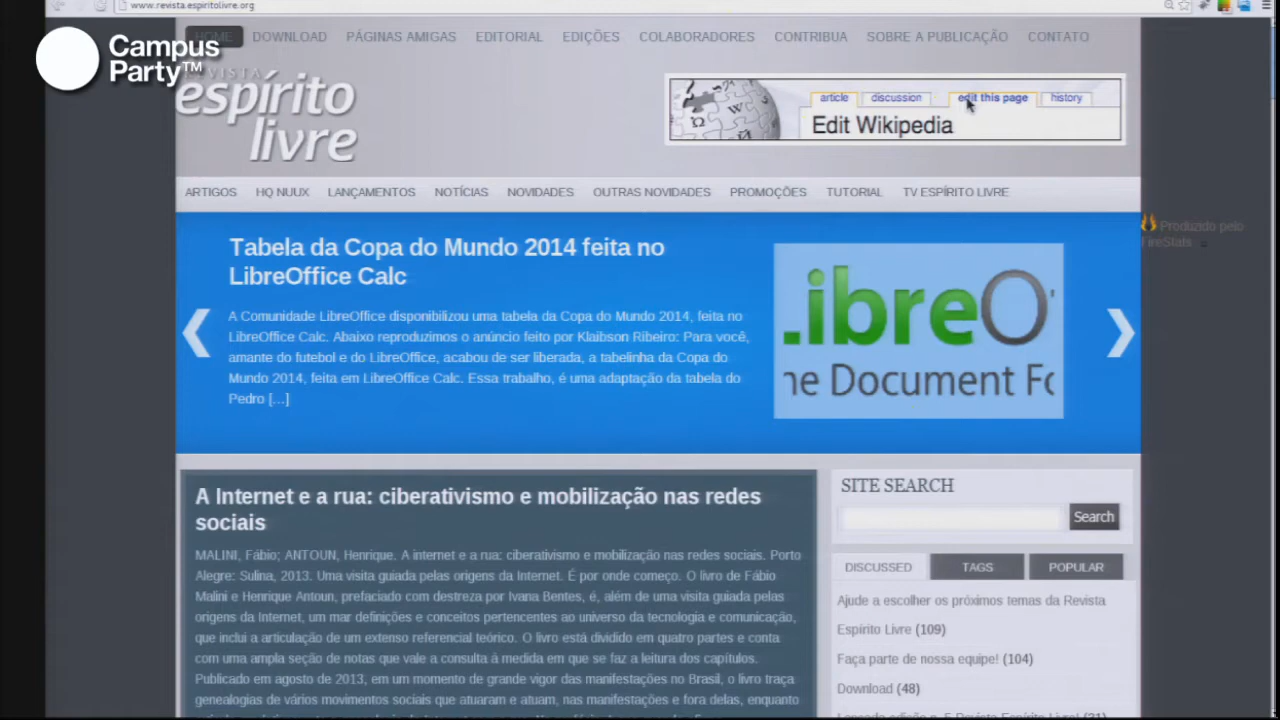 www.revista.espiritolivre.org
Campus
Party™
HOME DOWNLOAD PÁGINAS AMIGAS EDITORIAL EDIÇÕES COLABORADORES CONTRIBUA SOBRE A PUBLICAÇÃO CONTATO
REVISTA
espírito
livre
article discussion edit this page history
Edit Wikipedia
ARTIGOS HQ NUUX LANÇAMENTOS NOTÍCIAS NOVIDADES OUTRAS NOVIDADES PROMOÇÕES TUTORIAL TV ESPÍRITO LIVRE
Produzido pelo
FireStats
Tabela da Copa do Mundo 2014 feita no
LibreOffice Calc
A Comunidade LibreOffice disponibilizou uma tabela da Copa do Mundo 2014, feita no
LibreOffice Calc. Abaixo reproduzimos o anúncio feito por Klaibson Ribeiro: Para você,
amante do futebol e do LibreOffice, acabou de ser liberada, a tabelinha da Copa do
Mundo 2014, feita em LibreOffice Calc. Essa trabalho, é uma adaptação da tabela do
Pedro [...]
LibreO
he Document Fo
A Internet e a rua: ciberativismo e mobilização nas redes
sociais
MALINI, Fábio; ANTOUN, Henrique. A internet e a rua: ciberativismo e mobilização nas redes sociais. Porto
Alegre: Sulina, 2013. Uma visita guiada pelas origens da Internet. É por onde começo. O livro de Fábio
Malini e Henrique Antoun, prefaciado com destreza por Ivana Bentes, é, além de uma visita guiada pelas
origens da Internet, um mar definições e conceitos pertencentes ao universo da tecnologia e comunicação,
que inclui a articulação de um extenso referencial teórico. O livro está dividido em quatro partes e conta
com uma ampla seção de notas que vale a consulta à medida em que se faz a leitura dos capítulos.
Publicado em agosto de 2013, em um momento de grande vigor das manifestações no Brasil, o livro traça
genealogias de vários movimentos sociais que atuaram e atuam, nas manifestações e fora delas, enquanto
SITE SEARCH
Search
DISCUSSED TAGS POPULAR
Ajude a escolher os próximos temas da Revista
Espírito Livre (109)
Faça parte de nossa equipe! (104)
Download (48)